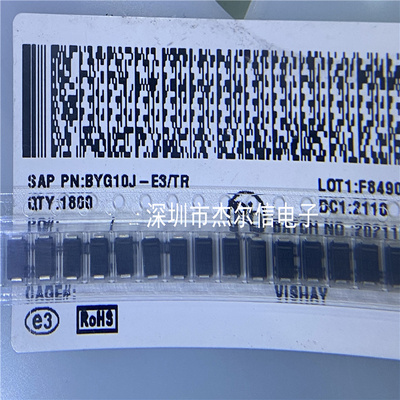 SAP PN:BYG10J-E3/TR
LOT1:F8490
QTY:1800
DC1:2116
深圳市杰尔信电子
CAGE#:
VISHAY
e3
RoHS